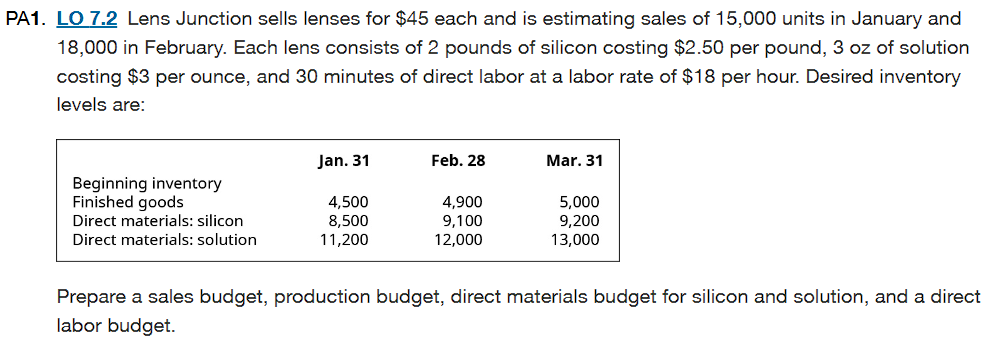 PA1. LO 7.2 Lens Junction sells lenses for $45 each and is estimating sales of 15,000 units in January and
18,000 in February. Each lens consists of 2 pounds of silicon costing $2.50 per pound, 3 oz of solution
costing $3 per ounce, and 30 minutes of direct labor at a labor rate of $18 per hour. Desired inventory
levels are:
Jan. 31 Feb. 28 Mar. 31
Beginning inventory
Finished goods 4,500 4,900 5,000
Direct materials: silicon 8,500 9,100 9,200
Direct materials: solution 11,200 12,000 13,000
Prepare a sales budget, production budget, direct materials budget for silicon and solution, and a direct
labor budget.